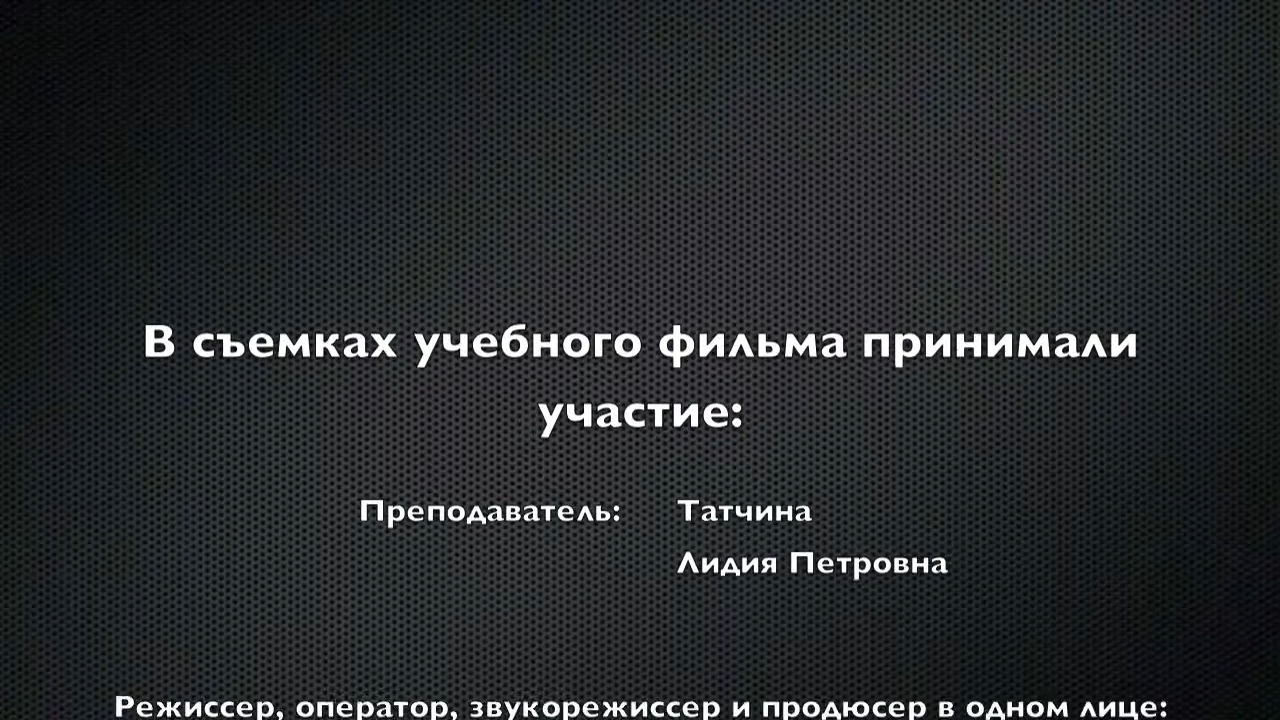 В съемках учебного фильма принимали
участие:
Преподаватель: Татчина
Лидия Петровна
Режиссер, оператор, звукорежиссер и продюсер в одном лице: